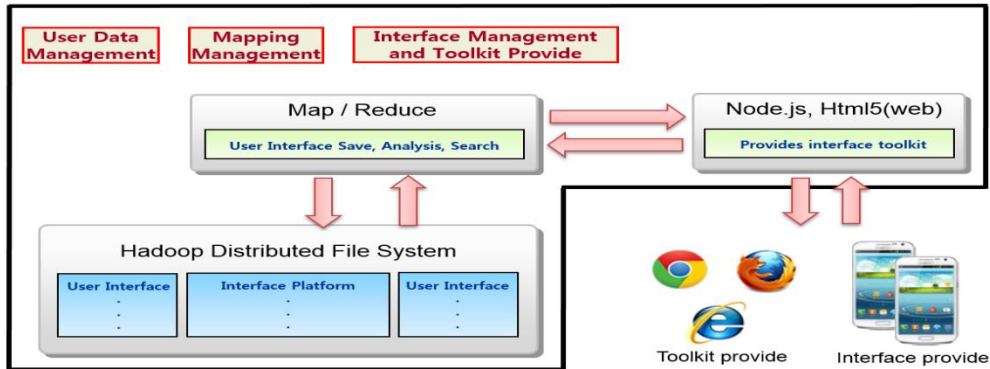 User Data
Management
Mapping
Management
Interface Management
and Toolkit Provide
Map / Reduce
User Interface Save, Analysis, Search
Node.js, Html5(web)
Provides interface toolkit
Hadoop Distributed File System
User Interface
Interface Platform
User Interface
Toolkit provide
Interface provide